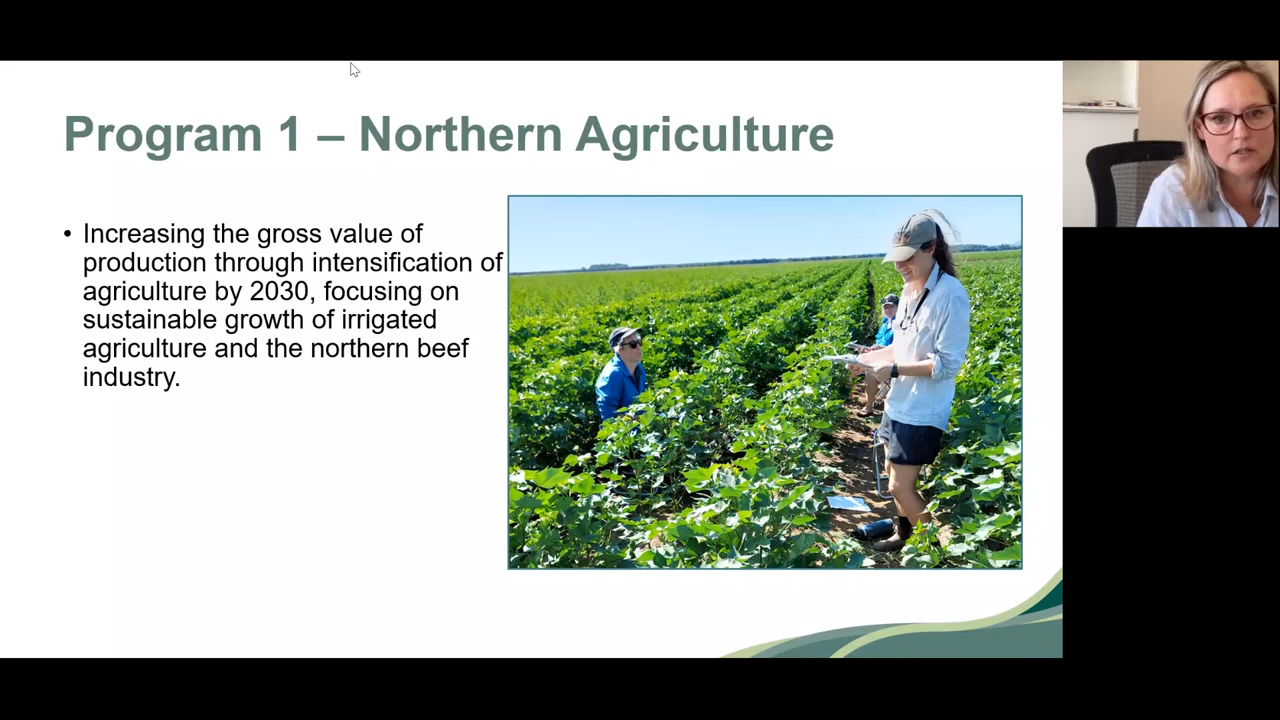 Program 1 – Northern Agriculture
• Increasing the gross value of
production through intensification of
agriculture by 2030, focusing on
sustainable growth of irrigated
agriculture and the northern beef
industry.